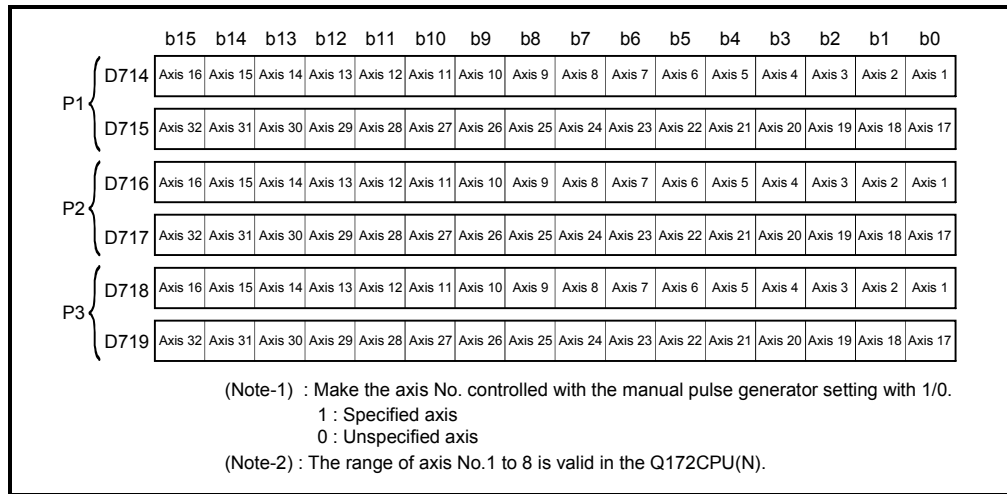 b15 b14 b13 b12 b11 b10 b9 b8 b7 b6 b5 b4 b3 b2 b1 b0
P1
D714 Axis 16 Axis 15 Axis 14 Axis 13 Axis 12 Axis 11 Axis 10 Axis 9 Axis 8 Axis 7 Axis 6 Axis 5 Axis 4 Axis 3 Axis 2 Axis 1
D715 Axis 32 Axis 31 Axis 30 Axis 29 Axis 28 Axis 27 Axis 26 Axis 25 Axis 24 Axis 23 Axis 22 Axis 21 Axis 20 Axis 19 Axis 18 Axis 17
P2
D716 Axis 16 Axis 15 Axis 14 Axis 13 Axis 12 Axis 11 Axis 10 Axis 9 Axis 8 Axis 7 Axis 6 Axis 5 Axis 4 Axis 3 Axis 2 Axis 1
D717 Axis 32 Axis 31 Axis 30 Axis 29 Axis 28 Axis 27 Axis 26 Axis 25 Axis 24 Axis 23 Axis 22 Axis 21 Axis 20 Axis 19 Axis 18 Axis 17
P3
D718 Axis 16 Axis 15 Axis 14 Axis 13 Axis 12 Axis 11 Axis 10 Axis 9 Axis 8 Axis 7 Axis 6 Axis 5 Axis 4 Axis 3 Axis 2 Axis 1
D719 Axis 32 Axis 31 Axis 30 Axis 29 Axis 28 Axis 27 Axis 26 Axis 25 Axis 24 Axis 23 Axis 22 Axis 21 Axis 20 Axis 19 Axis 18 Axis 17
(Note-1) : Make the axis No. controlled with the manual pulse generator setting with 1/0.
1 : Specified axis
0 : Unspecified axis
(Note-2) : The range of axis No.1 to 8 is valid in the Q172CPU(N).